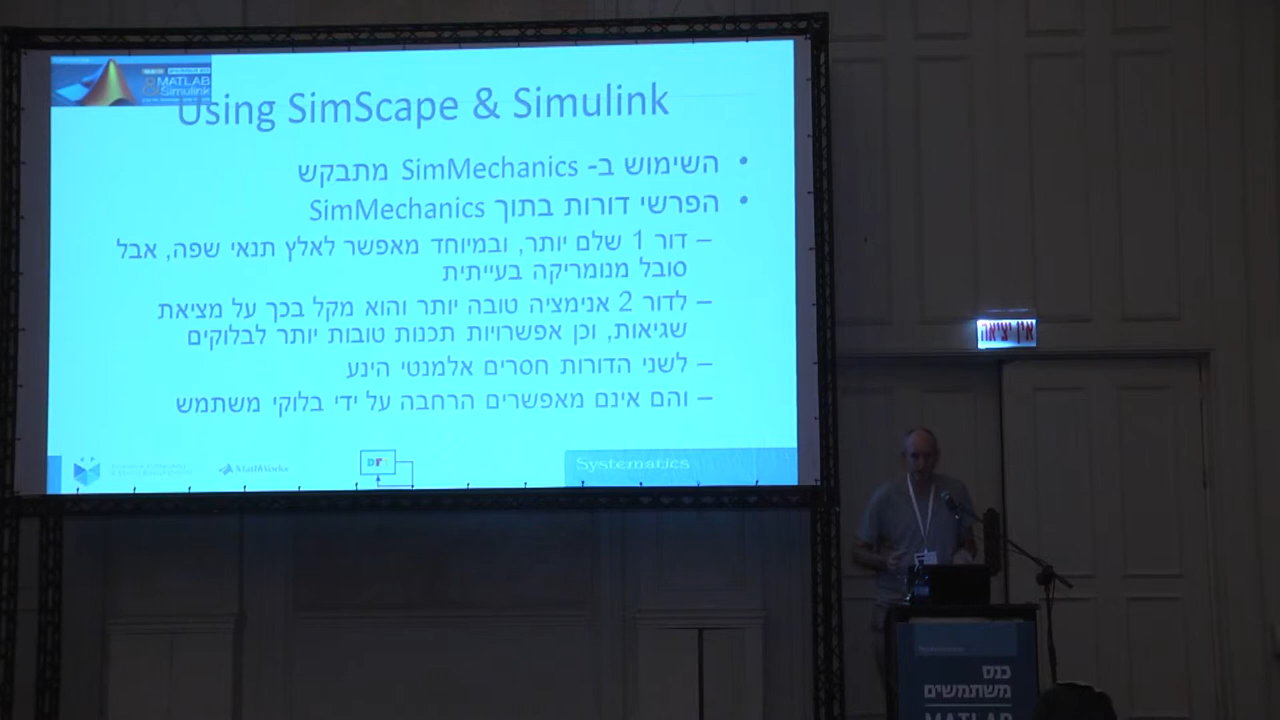 MATLAB
&Simulink
Using SimScape & Simulink
• השימוש ב- SimMechanics מתבקש
• הפרשי דורות בתוך SimMechanics
– דור 1 שלם יותר, ובמיוחד מאפשר לאלץ תנאי שפה, אבל
סובל מנומריקה בעייתית
– לדור 2 אנימציה טובה יותר והוא מקל בכך על מציאת
שגיאות, וכן אפשרויות תכנות טובות יותר לבלוקים
– לשני הדורות חסרים אלמנטי הינע
– והם אינם מאפשרים הרחבה על ידי בלוקי משתמש
MathWorks
Systematics
אין יציאה
כנס
משתמשים
MATLAB